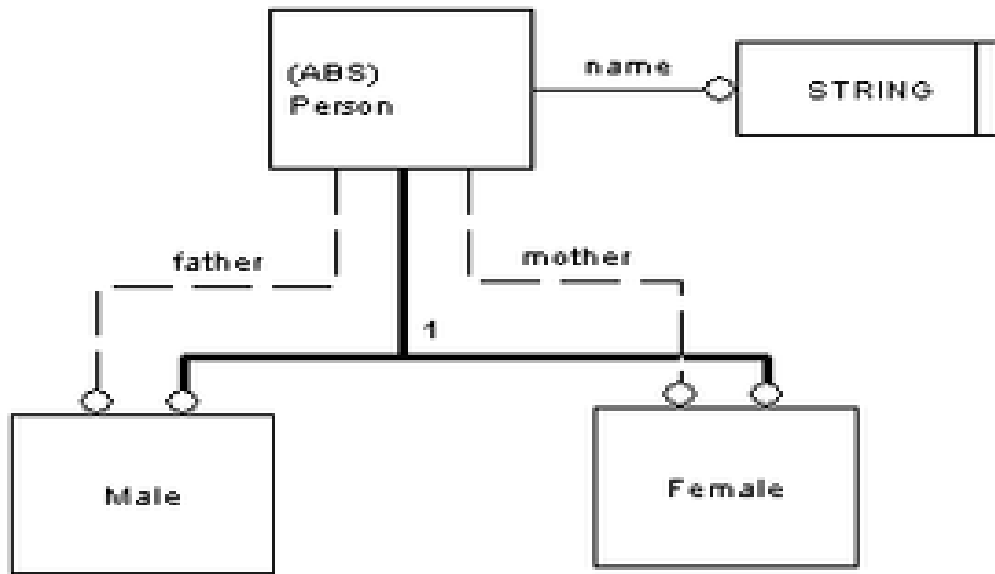 (ABS)
Person
name
STRING
father
mother
1
Male
Female